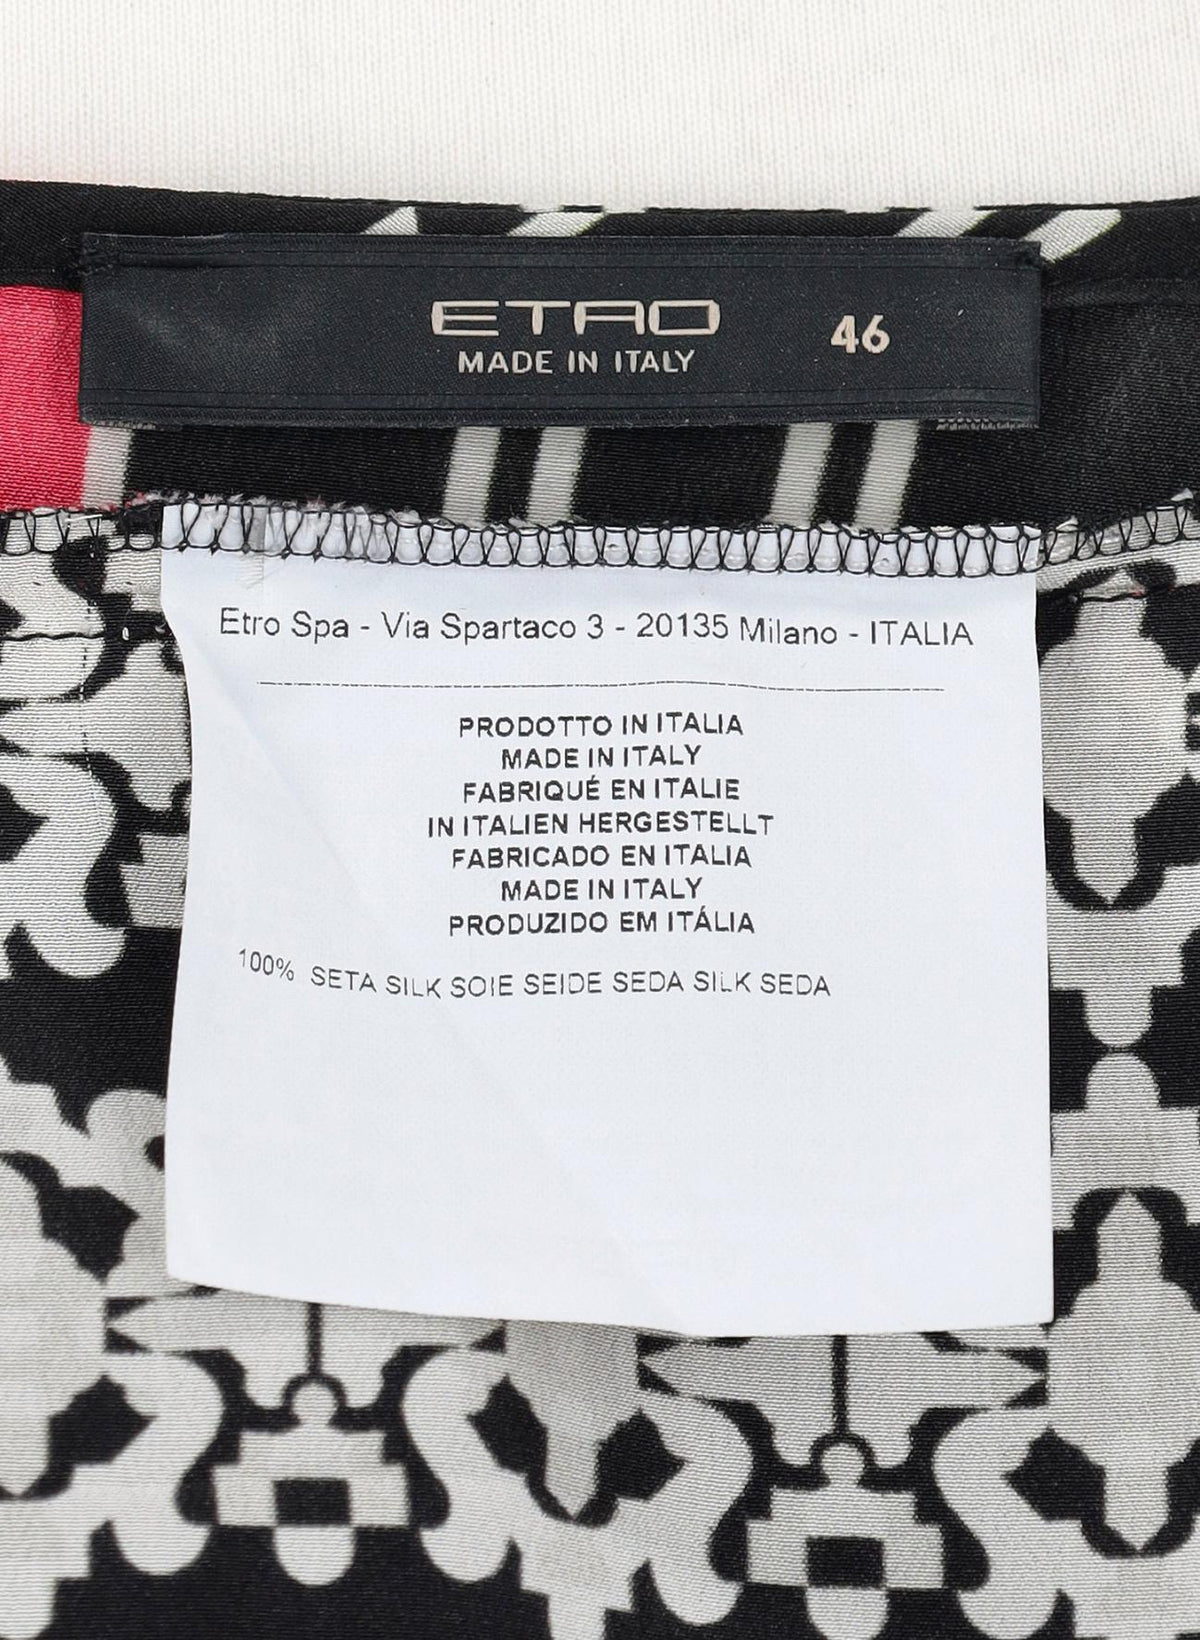 ETRO 46
MADE IN ITALY
Etro Spa - Via Spartaco 3 - 20135 Milano - ITALIA
PRODOTTO IN ITALIA
MADE IN ITALY
FABRIQUÉ EN ITALIE
IN ITALIEN HERGESTELLT
FABRICADO EN ITALIA
MADE IN ITALY
PRODUZIDO EM ITÁLIA
100% SETA SILK SOIE SEIDE SEDA SILK SEDA